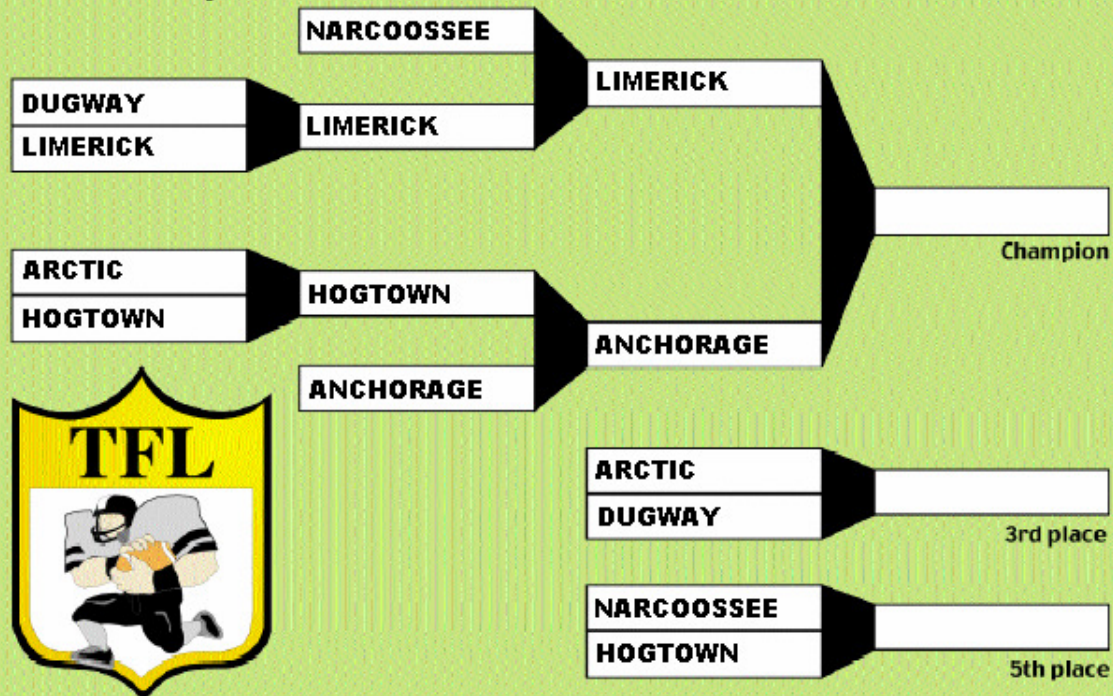 NARCOOSSEE
DUGWAY
LIMERICK
LIMERICK
LIMERICK
ARCTIC
HOGTOWN
HOGTOWN
ANCHORAGE
ANCHORAGE
Champion
TFL
ARCTIC
DUGWAY
3rd place
NARCOOSSEE
HOGTOWN
5th place